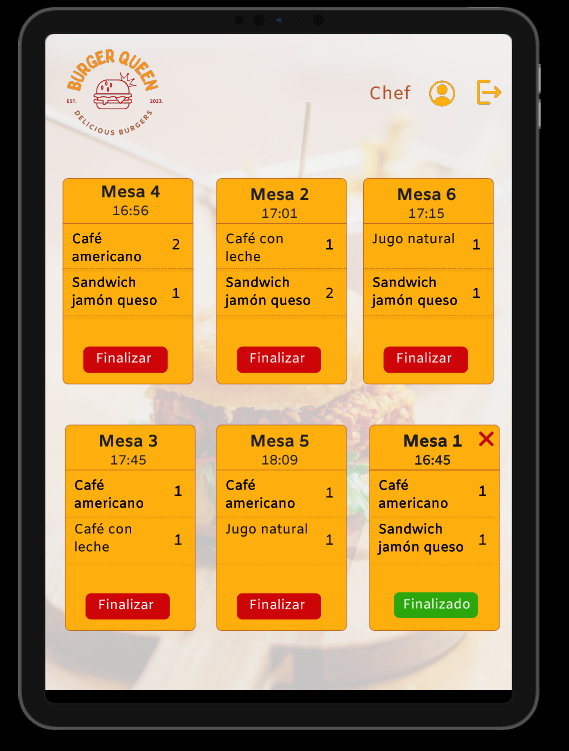 BURGER QUEEN
EST. 2023.
DELICIOUS BURGERS
Chef
Mesa 4
16:56
Café
americano 2
Sandwich
jamón queso 1
Finalizar
Mesa 2
17:01
Café con
leche 1
Sandwich
jamón queso 2
Finalizar
Mesa 6
17:15
Jugo natural 1
Sandwich
jamón queso 1
Finalizar
Mesa 3
17:45
Café
americano 1
Café con
leche 1
Finalizar
Mesa 5
18:09
Café
americano 1
Jugo natural 1
Finalizar
Mesa 1
16:45
Café
americano 1
Sandwich
jamón queso 1
Finalizado